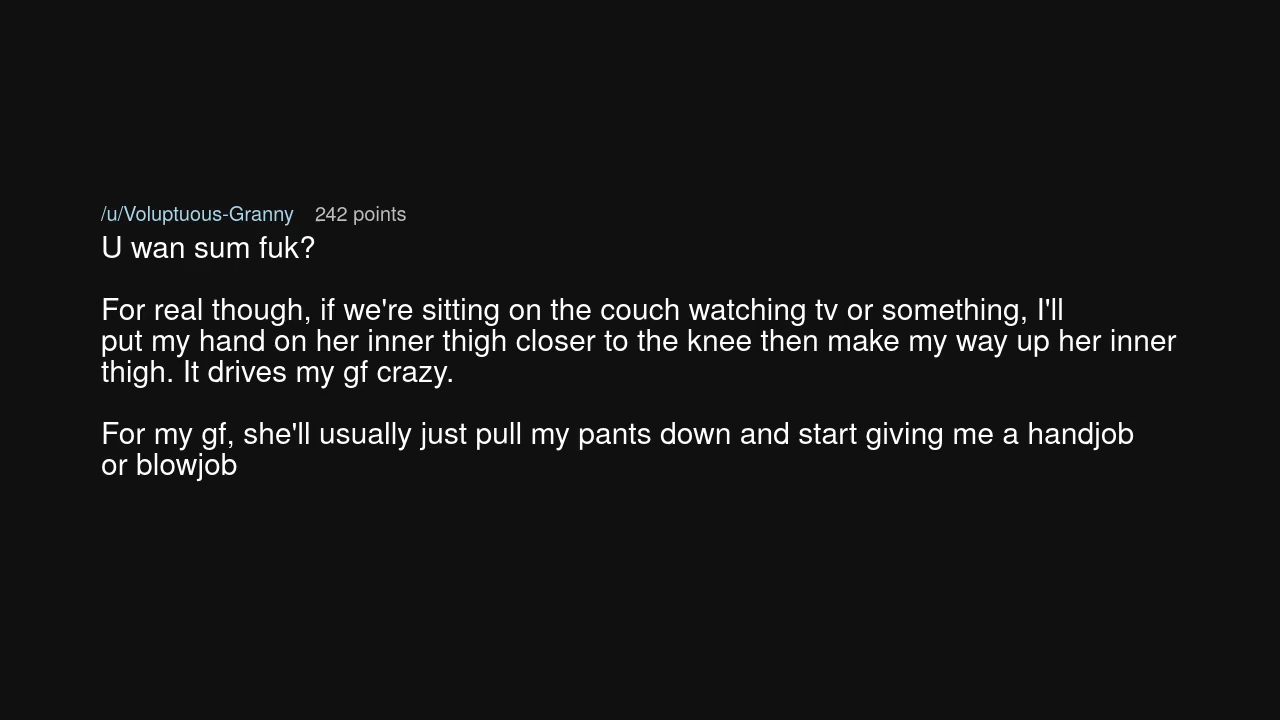 /u/Voluptuous-Granny 242 points
U wan sum fuk?
For real though, if we're sitting on the couch watching tv or something, I'll
put my hand on her inner thigh closer to the knee then make my way up her inner
thigh. It drives my gf crazy.
For my gf, she'll usually just pull my pants down and start giving me a handjob
or blowjob